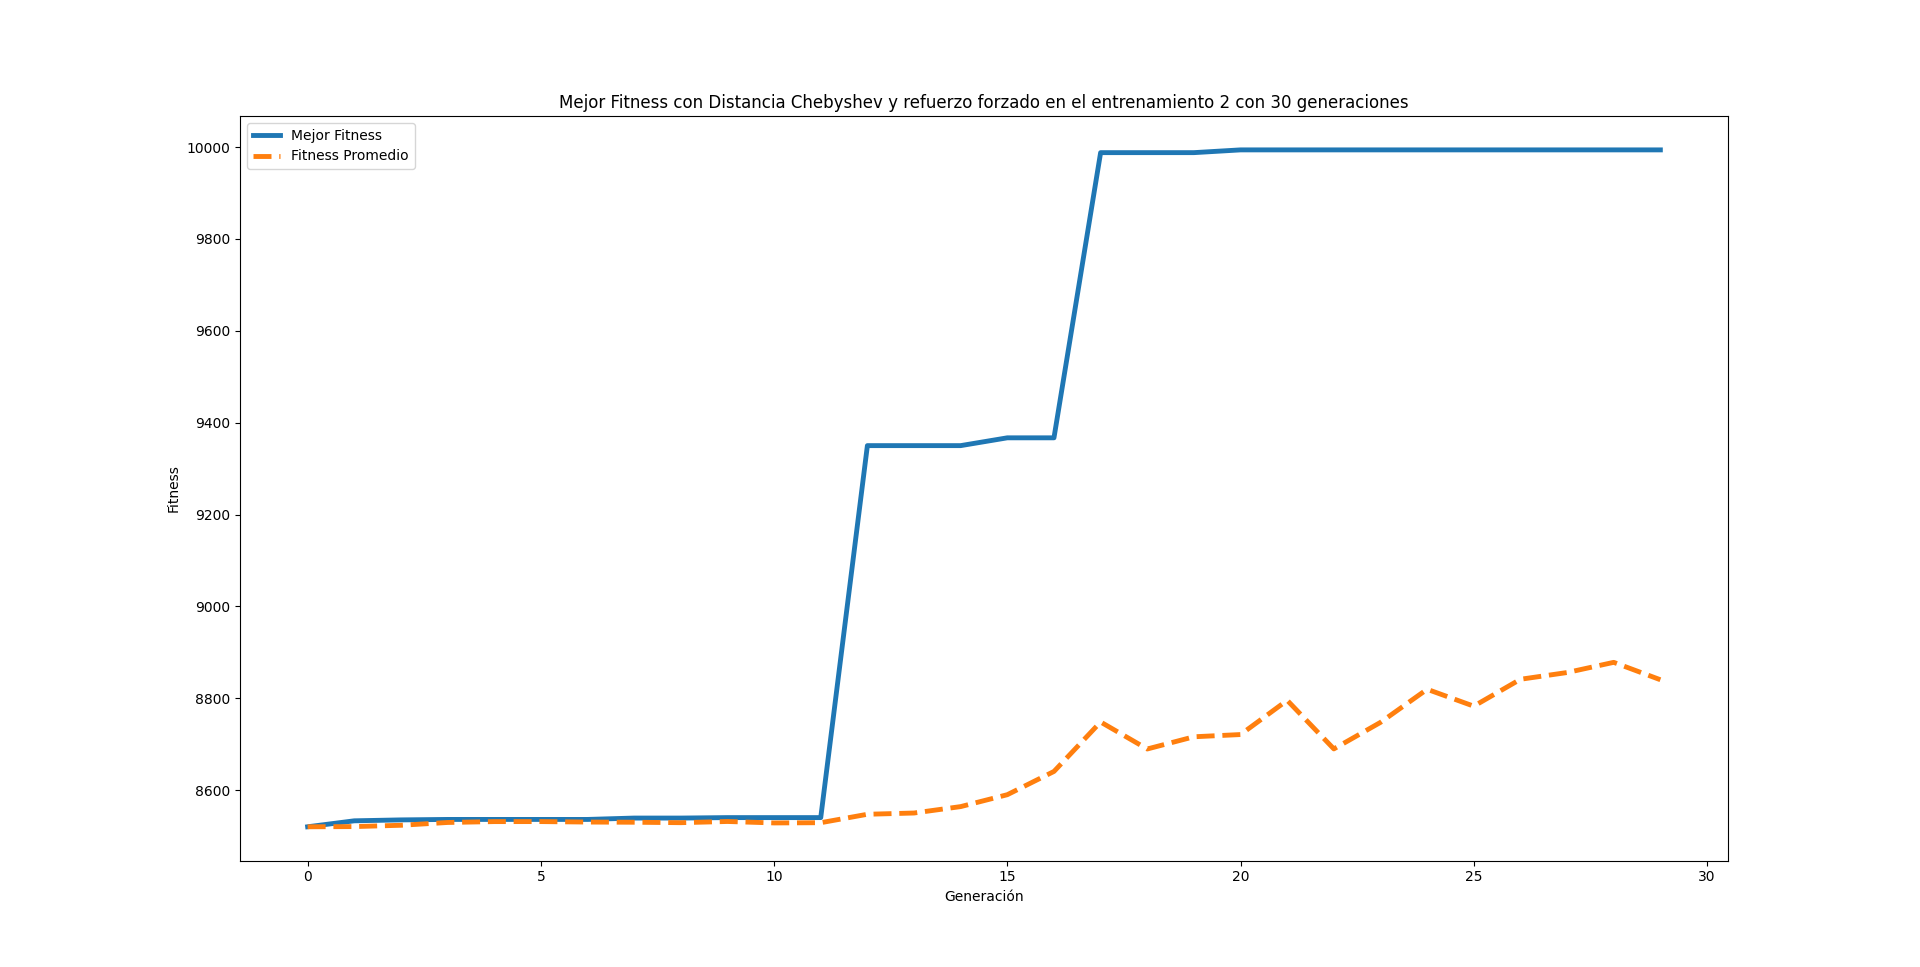 Mejor Fitness con Distancia Chebyshev y refuerzo forzado en el entrenamiento 2 con 30 generaciones
Mejor Fitness
Fitness Promedio
10000
9800
9600
9400
9200
9000
8800
8600
Fitness
0 5 10 15 20 25 30
Generación